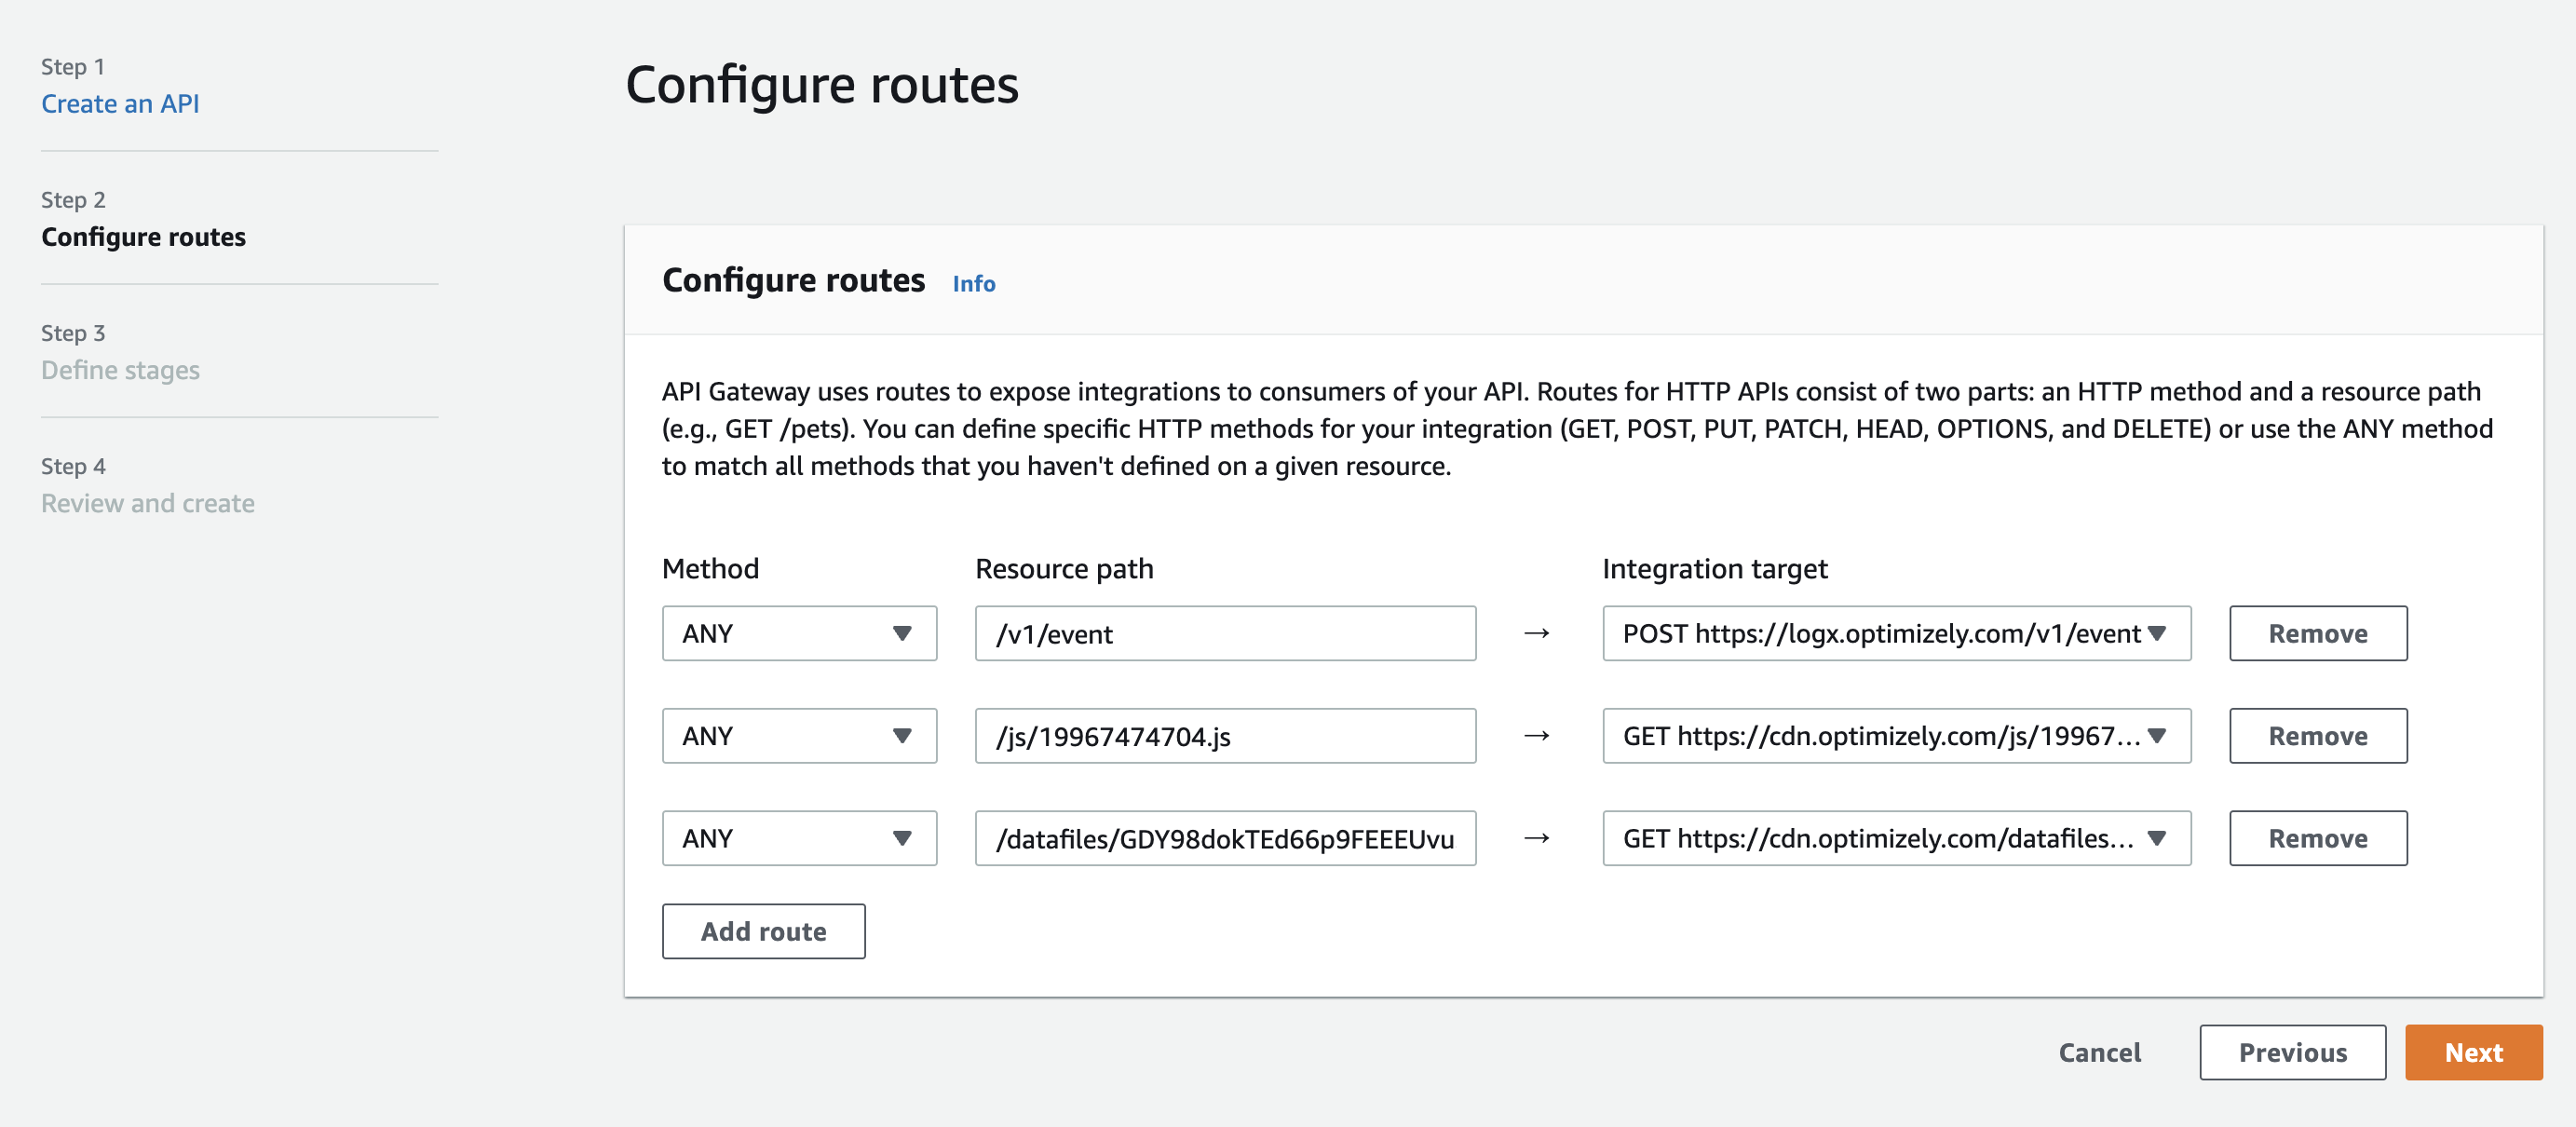 Step 1
Create an API
Step 2
Configure routes
Step 3
Define stages
Step 4
Review and create
Configure routes
Configure routes Info
API Gateway uses routes to expose integrations to consumers of your API. Routes for HTTP APIs consist of two parts: an HTTP method and a resource path
(e.g., GET /pets). You can define specific HTTP methods for your integration (GET, POST, PUT, PATCH, HEAD, OPTIONS, and DELETE) or use the ANY method
to match all methods that you haven't defined on a given resource.
Method Resource path Integration target
ANY /v1/event → POST https://logx.optimizely.com/v1/event Remove
ANY /js/19967474704.js → GET https://cdn.optimizely.com/js/19967... Remove
ANY /datafiles/GDY98dokTEd66p9FEEEUvu → GET https://cdn.optimizely.com/datafiles... Remove
Add route
Cancel Previous Next